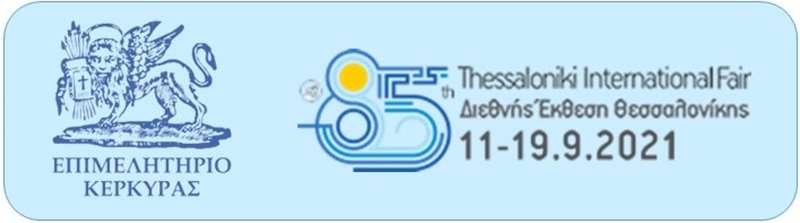 ΕΠΙΜΕΛΗΤΗΡΙΟ
ΚΕΡΚΥΡΑΣ
85th
Thessaloniki International Fair
Διεθνής Έκθεση Θεσσαλονίκης
11-19.9.2021